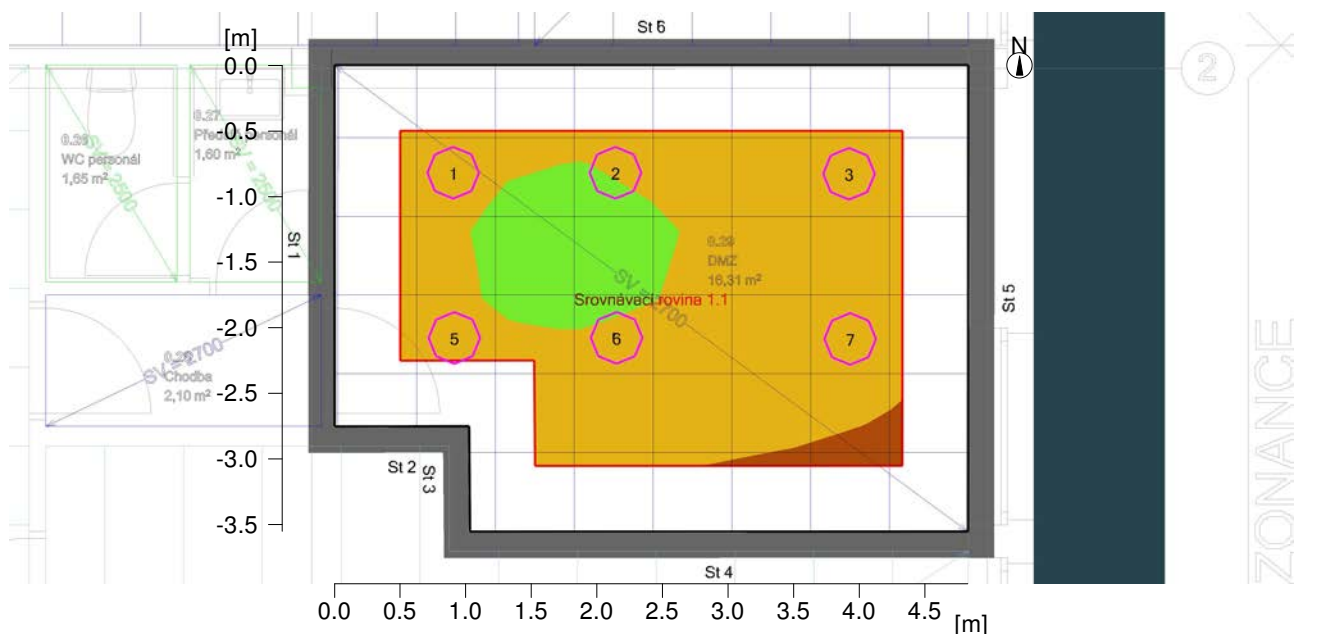 St 6
[m]
N
0.0
2
0.27
Předsíň personál
1,60 m²
SV = 2500
-0.5
0.26
WC personál
1,65 m²
SV = 2500
1
2
3
-1.0
St 1
0.29
DMZ
16,31 m²
SV = 2700
-1.5
Srovnávací rovina 1.1
St 5
-2.0
5
6
7
SV = 2700
Chodba
2,10 m²
-2.5
-3.0
St 2
St 3
-3.5
St 4
ZONANCE
0.0 0.5 1.0 1.5 2.0 2.5 3.0 3.5 4.0 4.5
[m]